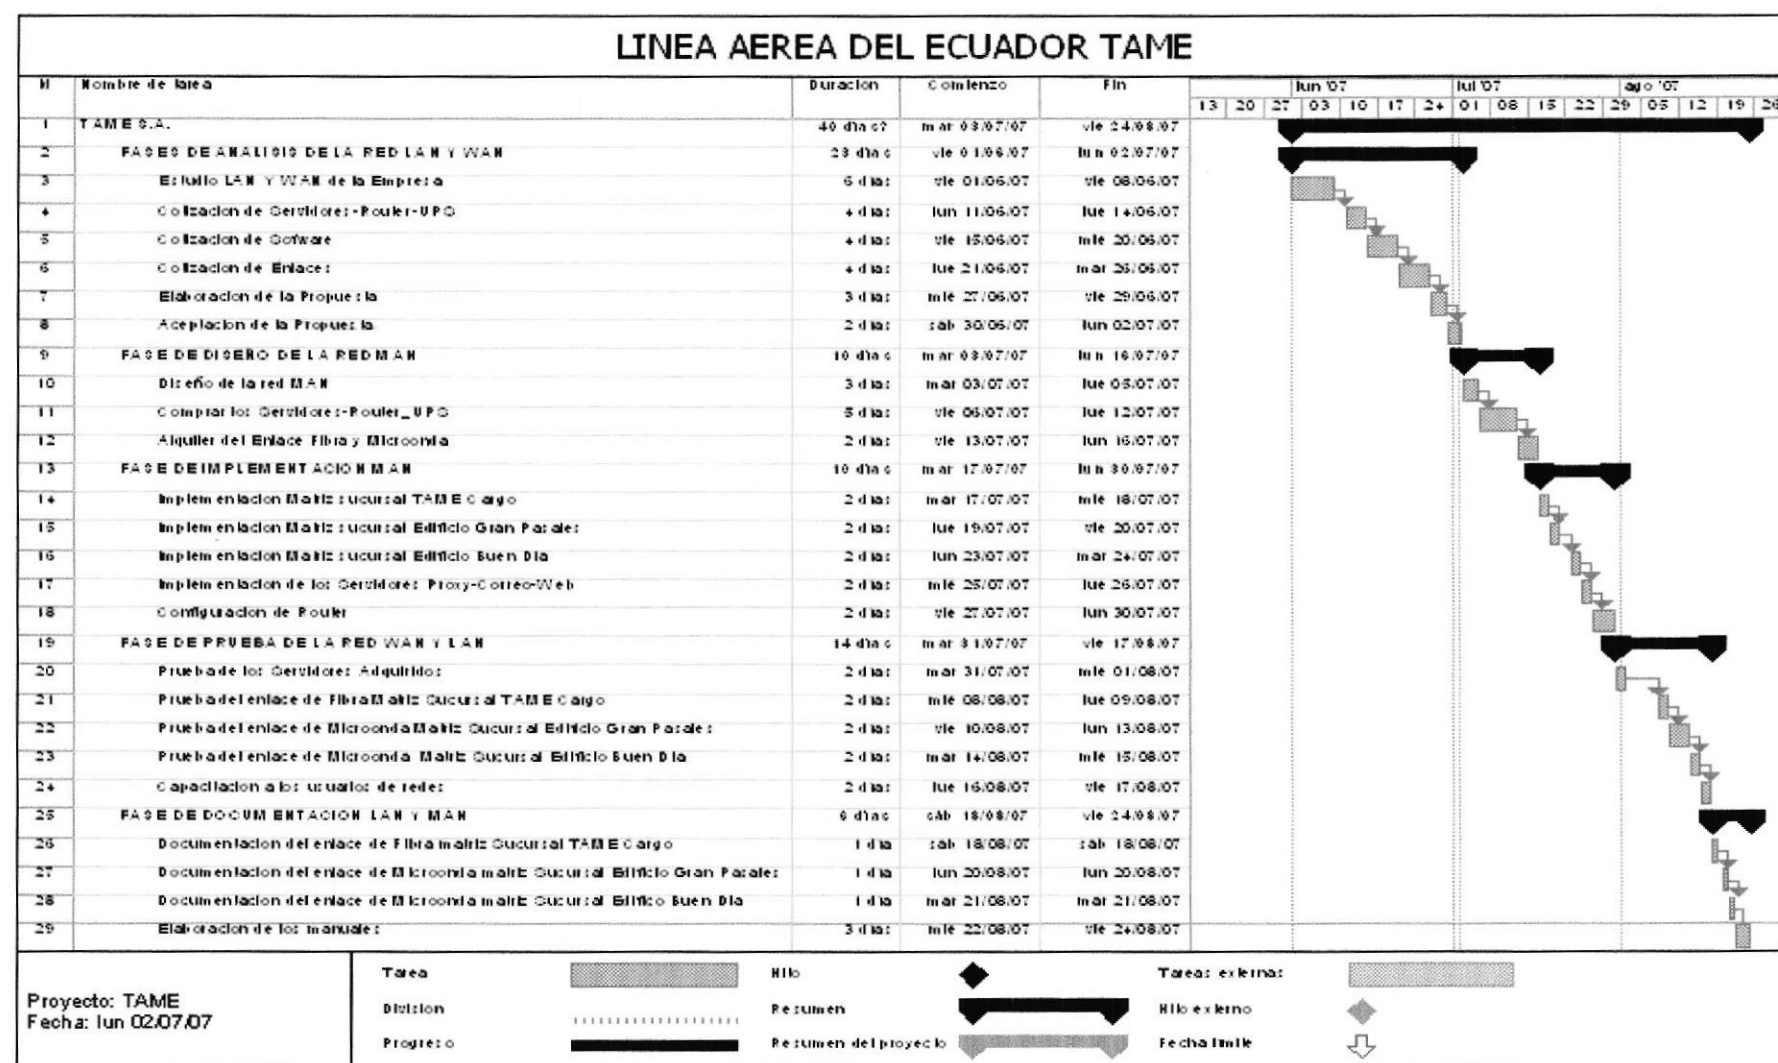 LINEA AEREA DEL ECUADOR TAME
N Nombre de tarea Duracion Comienzo Fin jun '07 jul '07 ago '07
13 20 27 03 10 17 24 01 08 15 22 29 05 12 19 26
1 TAME S.A. 40 días? mar 03/07/07 vie 24/08/07
2 FASES DE ANALISIS DE LA RED LAN Y WAN 23 días vie 01/06/07 lun 02/07/07
3 Estudio LAN Y WAN de la Empresa 6 días vie 01/06/07 vie 08/06/07
4 Cotizacion de Servidores-Router-UPS 4 días lun 11/06/07 jue 14/06/07
5 Cotizacion de Sofware 4 días vie 15/06/07 mié 20/06/07
6 Cotizacion de Enlaces 4 días jue 21/06/07 mar 26/06/07
7 Elaboracion de la Propuesta 3 días mié 27/06/07 vie 29/06/07
8 Aceptacion de la Propuesta 2 días sáb 30/06/07 lun 02/07/07
9 FASE DE DISEÑO DE LA RED MAN 10 días mar 03/07/07 lun 16/07/07
10 Diseño de la red MAN 3 días mar 03/07/07 jue 05/07/07
11 Comprar los Servidores-Router_UPS 5 días vie 06/07/07 jue 12/07/07
12 Alquiler del Enlace Fibra y Microonda 2 días vie 13/07/07 lun 16/07/07
13 FASE DE IMPLEMENTACION MAN 10 días mar 17/07/07 lun 30/07/07
14 Implementacion Matriz sucursal TAME Cargo 2 días mar 17/07/07 mié 18/07/07
15 Implementacion Matriz sucursal Edificio Gran Pasales 2 días jue 19/07/07 vie 20/07/07
16 Implementacion Matriz sucursal Edificio Buen Dia 2 días lun 23/07/07 mar 24/07/07
17 Implementacion de los Servidores Proxy-Correo-Web 2 días mié 25/07/07 jue 26/07/07
18 Configuracion de Router 2 días vie 27/07/07 lun 30/07/07
19 FASE DE PRUEBA DE LA RED WAN Y LAN 14 días mar 31/07/07 vie 17/08/07
20 Prueba de los Servidores Adquiridos 2 días mar 31/07/07 mié 01/08/07
21 Prueba del enlace de Fibra Matriz Sucursal TAME Cargo 2 días mié 08/08/07 jue 09/08/07
22 Prueba del enlace de Microonda Matriz Sucursal Edificio Gran Pasales 2 días vie 10/08/07 lun 13/08/07
23 Prueba del enlace de Microonda Matriz Sucursal Edificio Buen Dia 2 días mar 14/08/07 mié 15/08/07
24 Capacitacion a los usuarios de redes 2 días jue 16/08/07 vie 17/08/07
25 FASE DE DOCUMENTACION LAN Y MAN 6 días sáb 18/08/07 vie 24/08/07
26 Documentacion del enlace de Fibra matriz Sucursal TAME Cargo 1 día sáb 18/08/07 sáb 18/08/07
27 Documentacion del enlace de Microonda matriz Sucursal Edificio Gran Pasales 1 día lun 20/08/07 lun 20/08/07
28 Documentacion del enlace de Microonda matriz Sucursal Edifico Buen Dia 1 día mar 21/08/07 mar 21/08/07
29 Elaboracion de los manuales 3 días mié 22/08/07 vie 24/08/07
Proyecto: TAME
Fecha: lun 02/07/07
Tarea Hito Tareas externas
División Resumen Hito externo
Progreso Resumen del proyecto Fecha límite